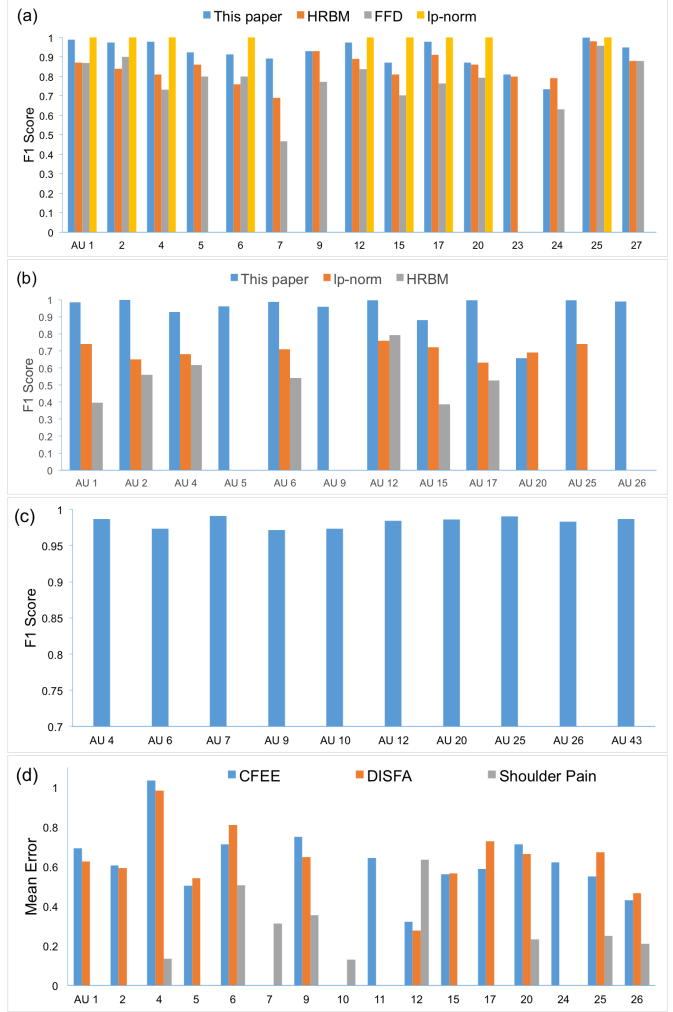 (a)
This paper HRBM FFD lp-norm
F1 Score
1
0.9
0.8
0.7
0.6
0.5
0.4
0.3
0.2
0.1
0
AU 1 2 4 5 6 7 9 12 15 17 20 23 24 25 27
(b)
This paper lp-norm HRBM
F1 Score
1
0.9
0.8
0.7
0.6
0.5
0.4
0.3
0.2
0.1
0
AU 1 AU 2 AU 4 AU 5 AU 6 AU 9 AU 12 AU 15 AU 17 AU 20 AU 25 AU 26
(c)
F1 Score
1
0.95
0.9
0.85
0.8
0.75
0.7
AU 4 AU 6 AU 7 AU 9 AU 10 AU 12 AU 20 AU 25 AU 26 AU 43
(d)
CFEE DISFA Shoulder Pain
Mean Error
1
0.8
0.6
0.4
0.2
0
AU 1 2 4 5 6 7 9 10 11 12 15 17 20 24 25 26